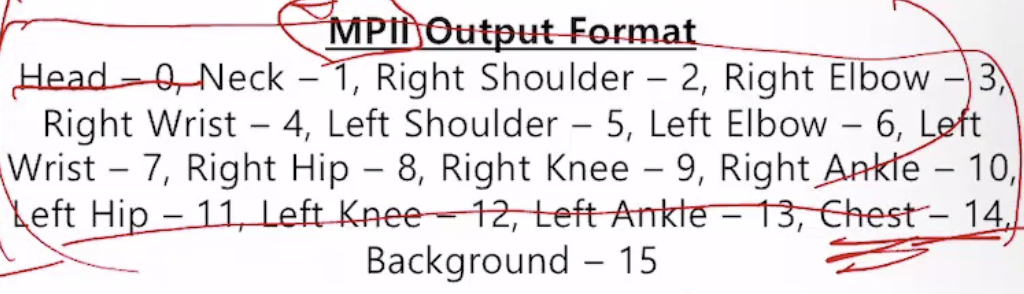 MPII Output Format
Head – 0, Neck – 1, Right Shoulder – 2, Right Elbow – 3,
Right Wrist – 4, Left Shoulder – 5, Left Elbow – 6, Left
Wrist – 7, Right Hip – 8, Right Knee – 9, Right Ankle – 10,
Left Hip – 11, Left Knee – 12, Left Ankle – 13, Chest – 14,
Background – 15